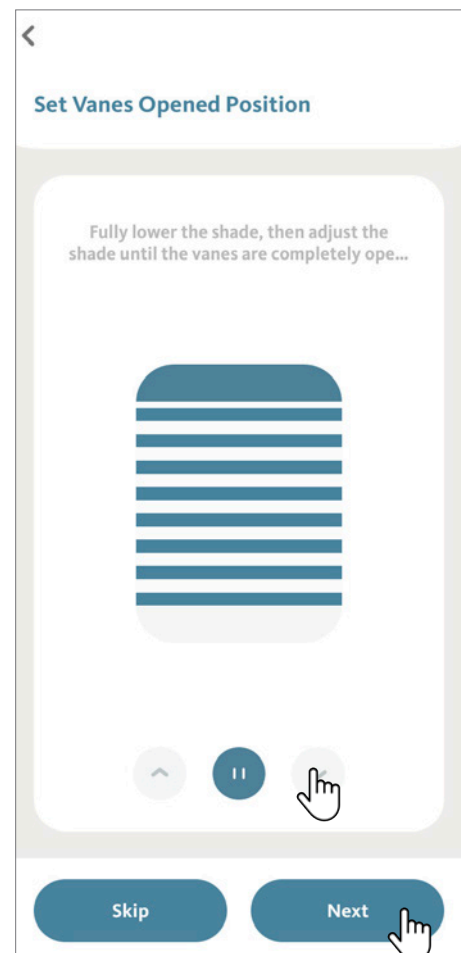 Set Vanes Opened Position
Fully lower the shade, then adjust the
shade until the vanes are completely ope...
Skip
Next